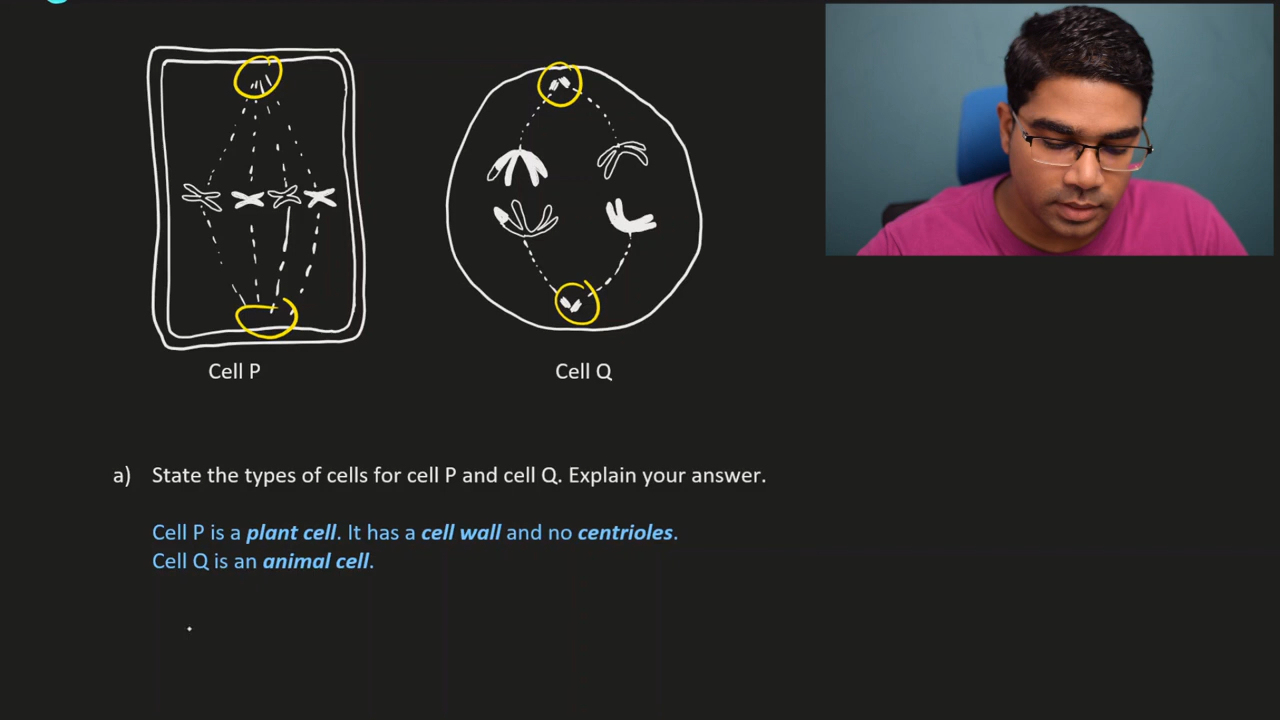 Cell P
Cell Q
a) State the types of cells for cell P and cell Q. Explain your answer.
Cell P is a plant cell. It has a cell wall and no centrioles.
Cell Q is an animal cell.